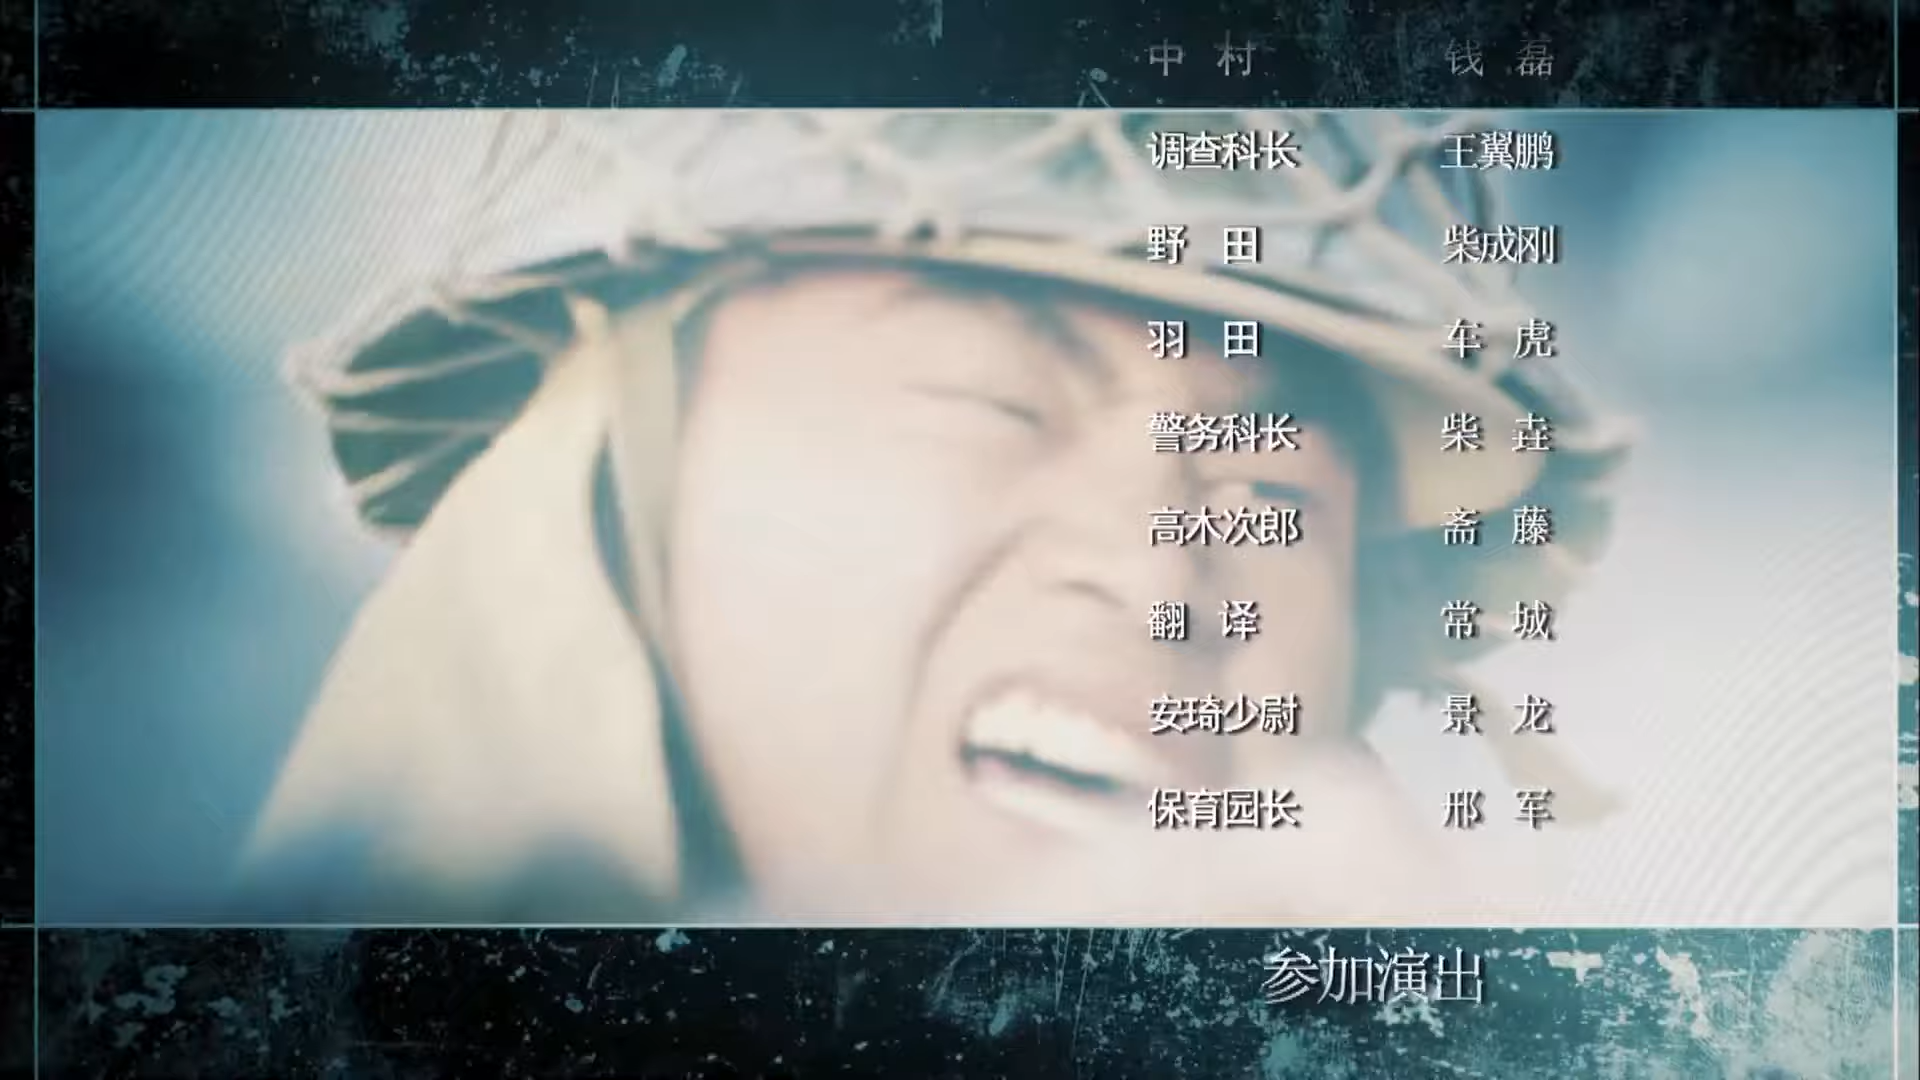 中 村 钱 磊
调查科长 王翼鹏
野 田 柴成刚
羽 田 车 虎
警务科长 柴 垚
高木次郎 斋 藤
翻 译 常 城
安琦少尉 景 龙
保育园长 邢 军
参加演出